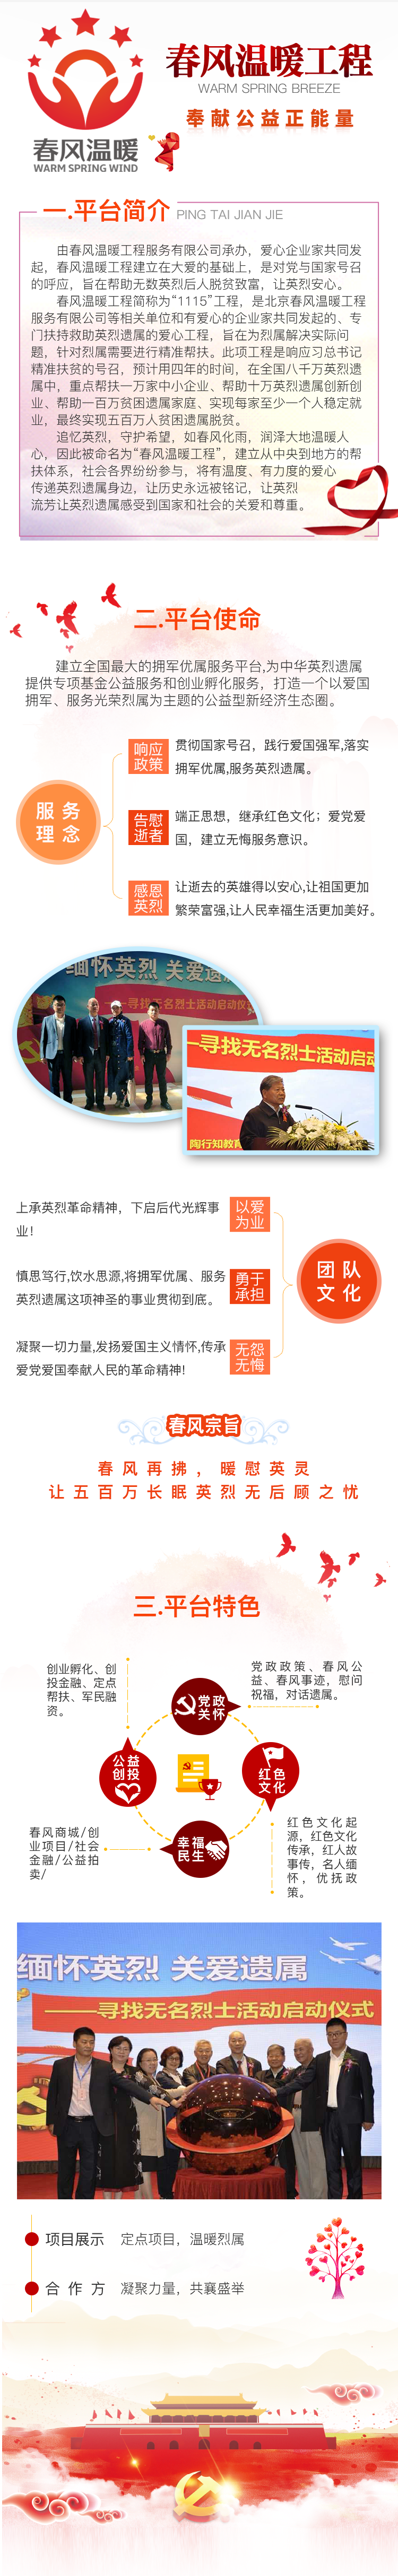 春风温暖
WARM SPRING WIND
春风温暖工程
WARM SPRING BREEZE
奉献公益正能量
一.平台简介 PING TAI JIAN JIE
由春风温暖工程服务有限公司承办，爱心企业家共同发
起，春风温暖工程建立在大爱的基础上，是对党与国家号召
的呼应，旨在帮助无数英烈后人脱贫致富，让英烈安心。
春风温暖工程简称为“1115”工程，是北京春风温暖工程
服务有限公司等相关单位和有爱心的企业家共同发起的、专
门扶持救助英烈遗属的爱心工程，旨在为烈属解决实际问
题，针对烈属需要进行精准帮扶。此项工程是响应习总书记
精准扶贫的号召，预计用四年的时间，在全国八千万英烈遗
属中，重点帮扶一万家中小企业、帮助十万英烈遗属创新创
业、帮助一百万贫困遗属家庭、实现每家至少一个人稳定就
业，最终实现五百万人贫困遗属脱贫。
追忆英烈，守护希望，如春风化雨，润泽大地温暖人
心，因此被命名为“春风温暖工程”，建立从中央到地方的帮
扶体系，社会各界纷纷参与，将有温度、有力度的爱心
传递英烈遗属身边，让历史永远被铭记，让英烈
流芳让英烈遗属感受到国家和社会的关爱和尊重。
二.平台使命
建立全国最大的拥军优属服务平台,为中华英烈遗属
提供专项基金公益服务和创业孵化服务，打造一个以爱国
拥军、服务光荣烈属为主题的公益型新经济生态圈。
服务
理念
响应
政策
贯彻国家号召，践行爱国强军,落实
拥军优属,服务英烈遗属。
告慰
逝者
端正思想，继承红色文化；爱党爱
国，建立无悔服务意识。
感恩
英烈
让逝去的英雄得以安心,让祖国更加
繁荣富强,让人民幸福生活更加美好。
缅怀英烈 关爱遗
——寻找无名烈士活动启动仪
—寻找无名烈士活动启动
陶行知教育
上承英烈革命精神，下启后代光辉事
业！
以爱
为业
慎思笃行,饮水思源,将拥军优属、服务
英烈遗属这项神圣的事业贯彻到底。
勇于
承担
凝聚一切力量,发扬爱国主义情怀,传承
爱党爱国奉献人民的革命精神!
无怨
无悔
团队
文化
春风宗旨
春风再拂，暖慰英灵
让五百万长眠英烈无后顾之忧
三.平台特色
创业孵化、创
投金融、定点
帮扶、军民融
资。
党政政策、春风公
益、春风事迹，慰问
祝福，对话遗属。
党政
关怀
公益
创投
红色
文化
幸福
民生
春风商城/创
业项目/社会
金融/公益拍
卖/
红色文化起
源，红色文化
传承，红人故
事传，名人缅
怀，优抚政
策。
缅怀英烈 关爱遗属
——寻找无名烈士活动启动仪式
项目展示 定点项目，温暖烈属
合作方 凝聚力量，共襄盛举